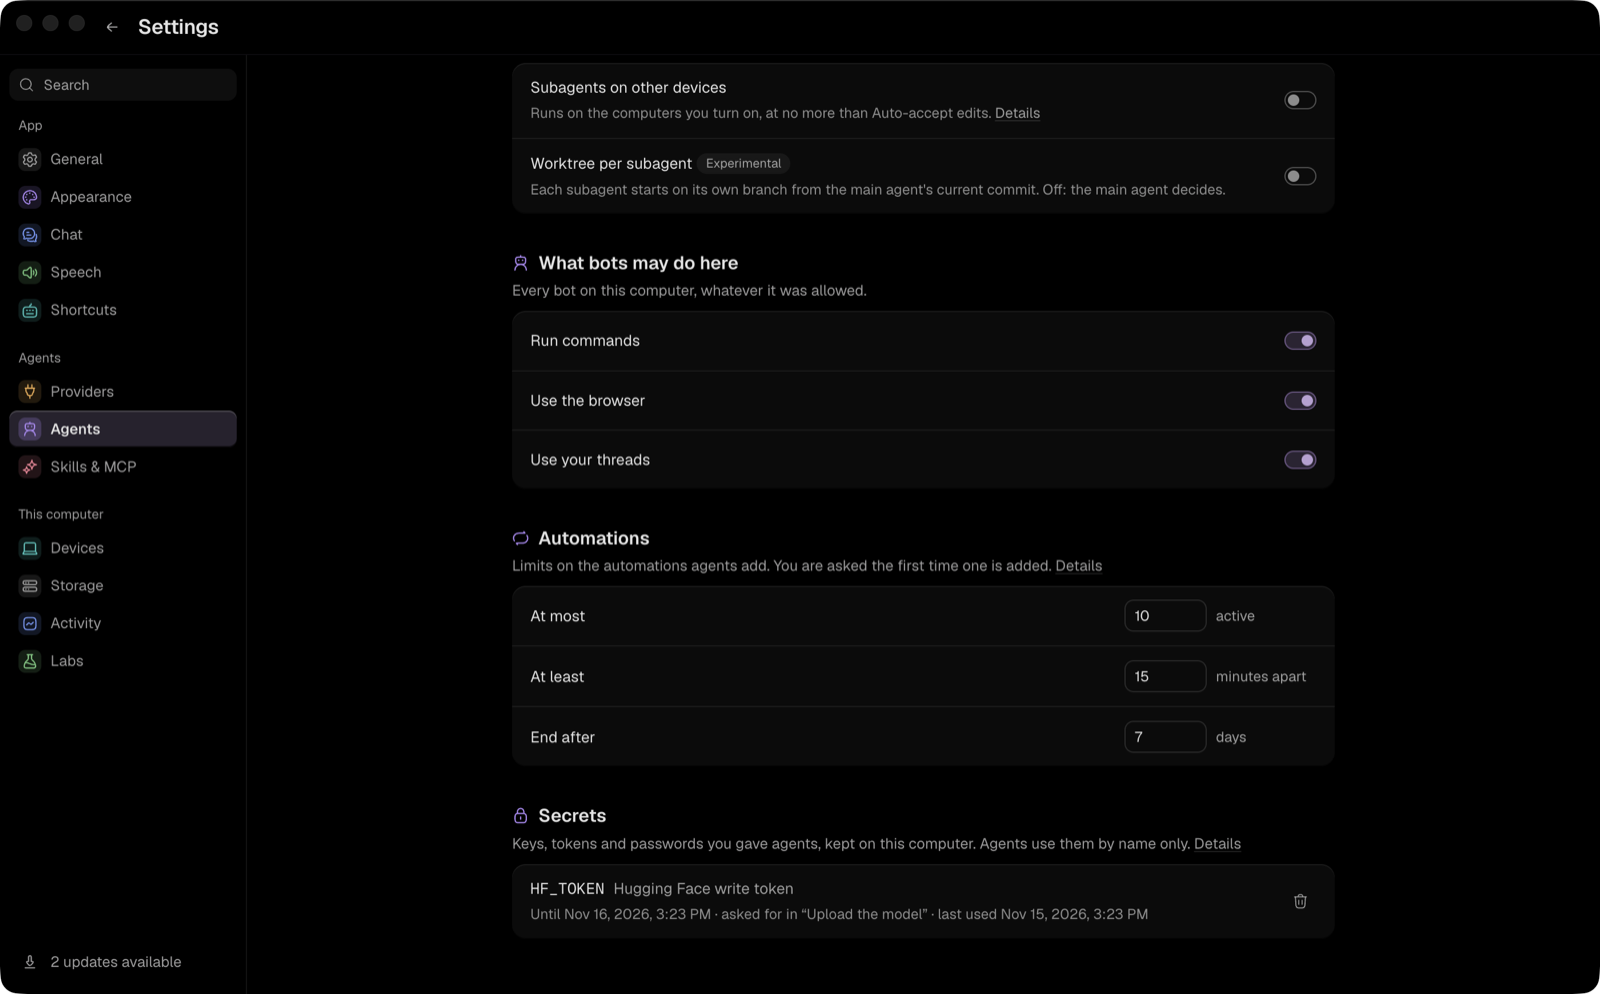 Settings
Search
App
General
Appearance
Chat
Speech
Shortcuts
Agents
Providers
Agents
Skills & MCP
This computer
Devices
Storage
Activity
Labs
2 updates available
Subagents on other devices
Runs on the computers you turn on, at no more than Auto-accept edits. Details
Worktree per subagent Experimental
Each subagent starts on its own branch from the main agent's current commit. Off: the main agent decides.
What bots may do here
Every bot on this computer, whatever it was allowed.
Run commands
Use the browser
Use your threads
Automations
Limits on the automations agents add. You are asked the first time one is added. Details
At most 10 active
At least 15 minutes apart
End after 7 days
Secrets
Keys, tokens and passwords you gave agents, kept on this computer. Agents use them by name only. Details
HF_TOKEN Hugging Face write token
Until Nov 16, 2026, 3:23 PM · asked for in “Upload the model” · last used Nov 15, 2026, 3:23 PM